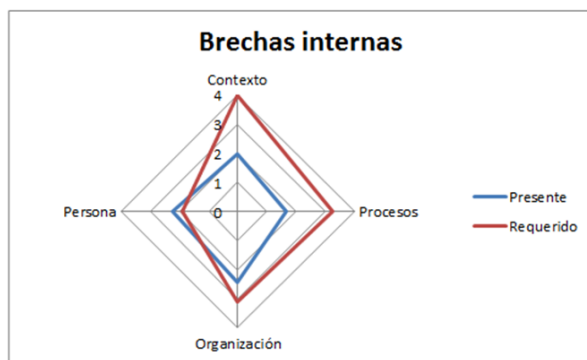 Brechas internas
Contexto
4
3
2
1
0
Persona
Procesos
Organización
Presente
Requerido